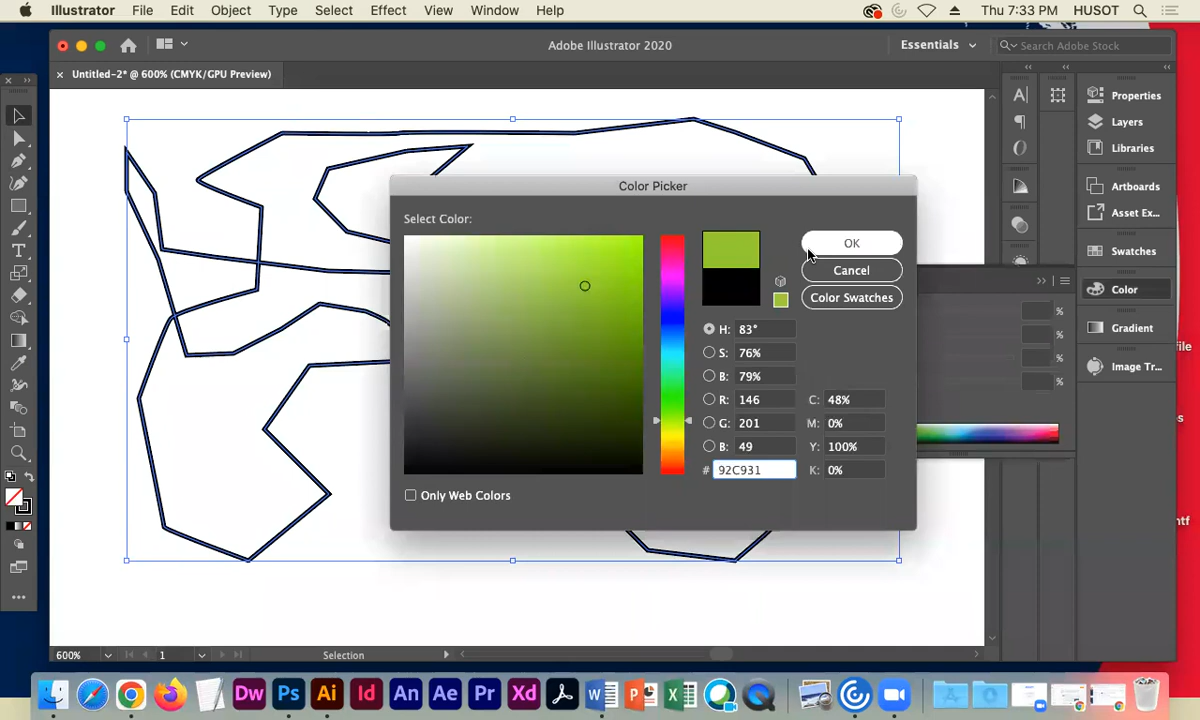 Illustrator File Edit Object Type Select Effect View Window Help Thu 7:33 PM HUSOT
Adobe Illustrator 2020 Essentials Search Adobe Stock
Untitled-2* @ 600% (CMYK/GPU Preview)
Properties
Layers
Libraries
Artboards
Asset Ex...
Swatches
Color
Gradient
Image Tr...
Color Picker
Select Color:
OK
Cancel
Color Swatches
H: 83°
S: 76%
B: 79%
R: 146 C: 48%
G: 201 M: 0%
B: 49 Y: 100%
# 92C931 K: 0%
Only Web Colors
%
%
%
%
file
s
ntf
600% 1 Selection
Dw Ps Ai Id An Ae Pr Xd W P X